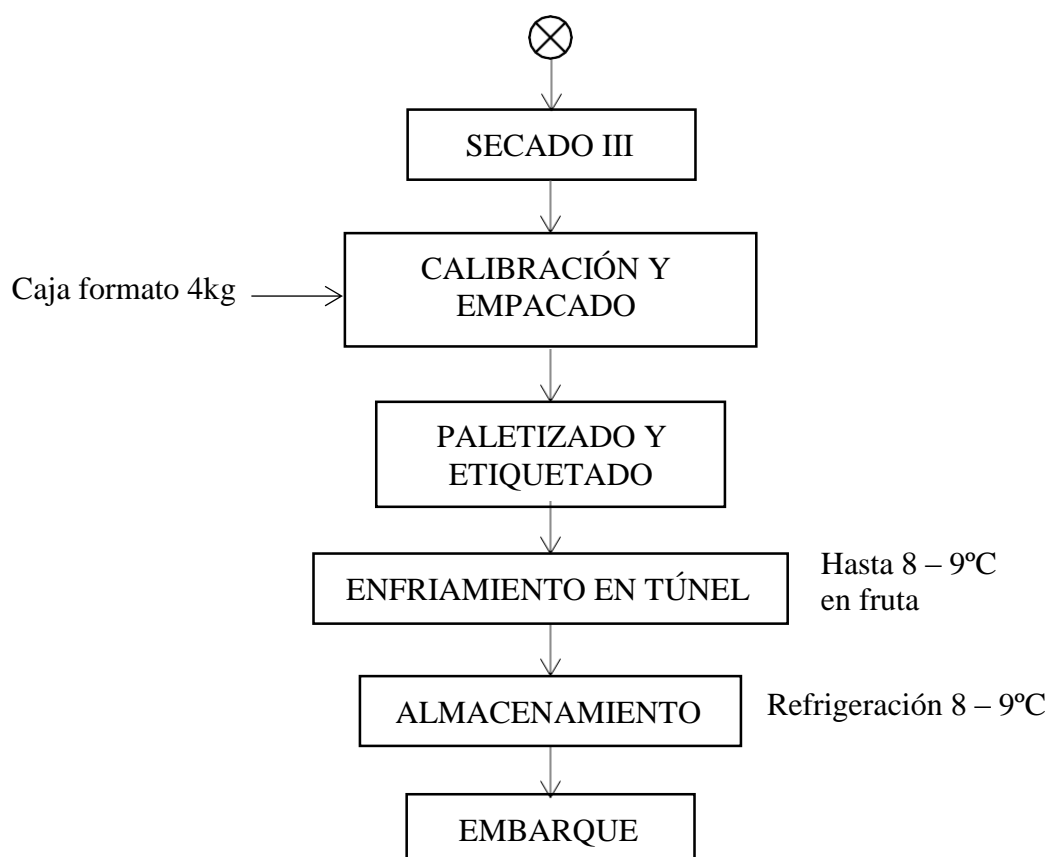 SECADO III
CALIBRACIÓN Y
EMPACADO
Caja formato 4kg
PALETIZADO Y
ETIQUETADO
ENFRIAMIENTO EN TÚNEL
Hasta 8 – 9ºC
en fruta
ALMACENAMIENTO
Refrigeración 8 – 9ºC
EMBARQUE